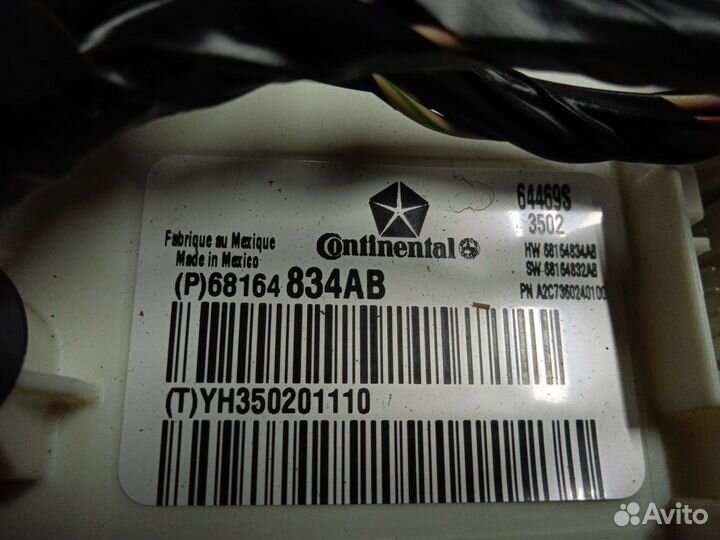 64469S
3502
Continental
Fabrique au Mexique
Made in Mexico
HW 68164834AB
SW 68164832AB
(P)68164 834AB
PN A2C7360240100
(T)YH350201110
Avito